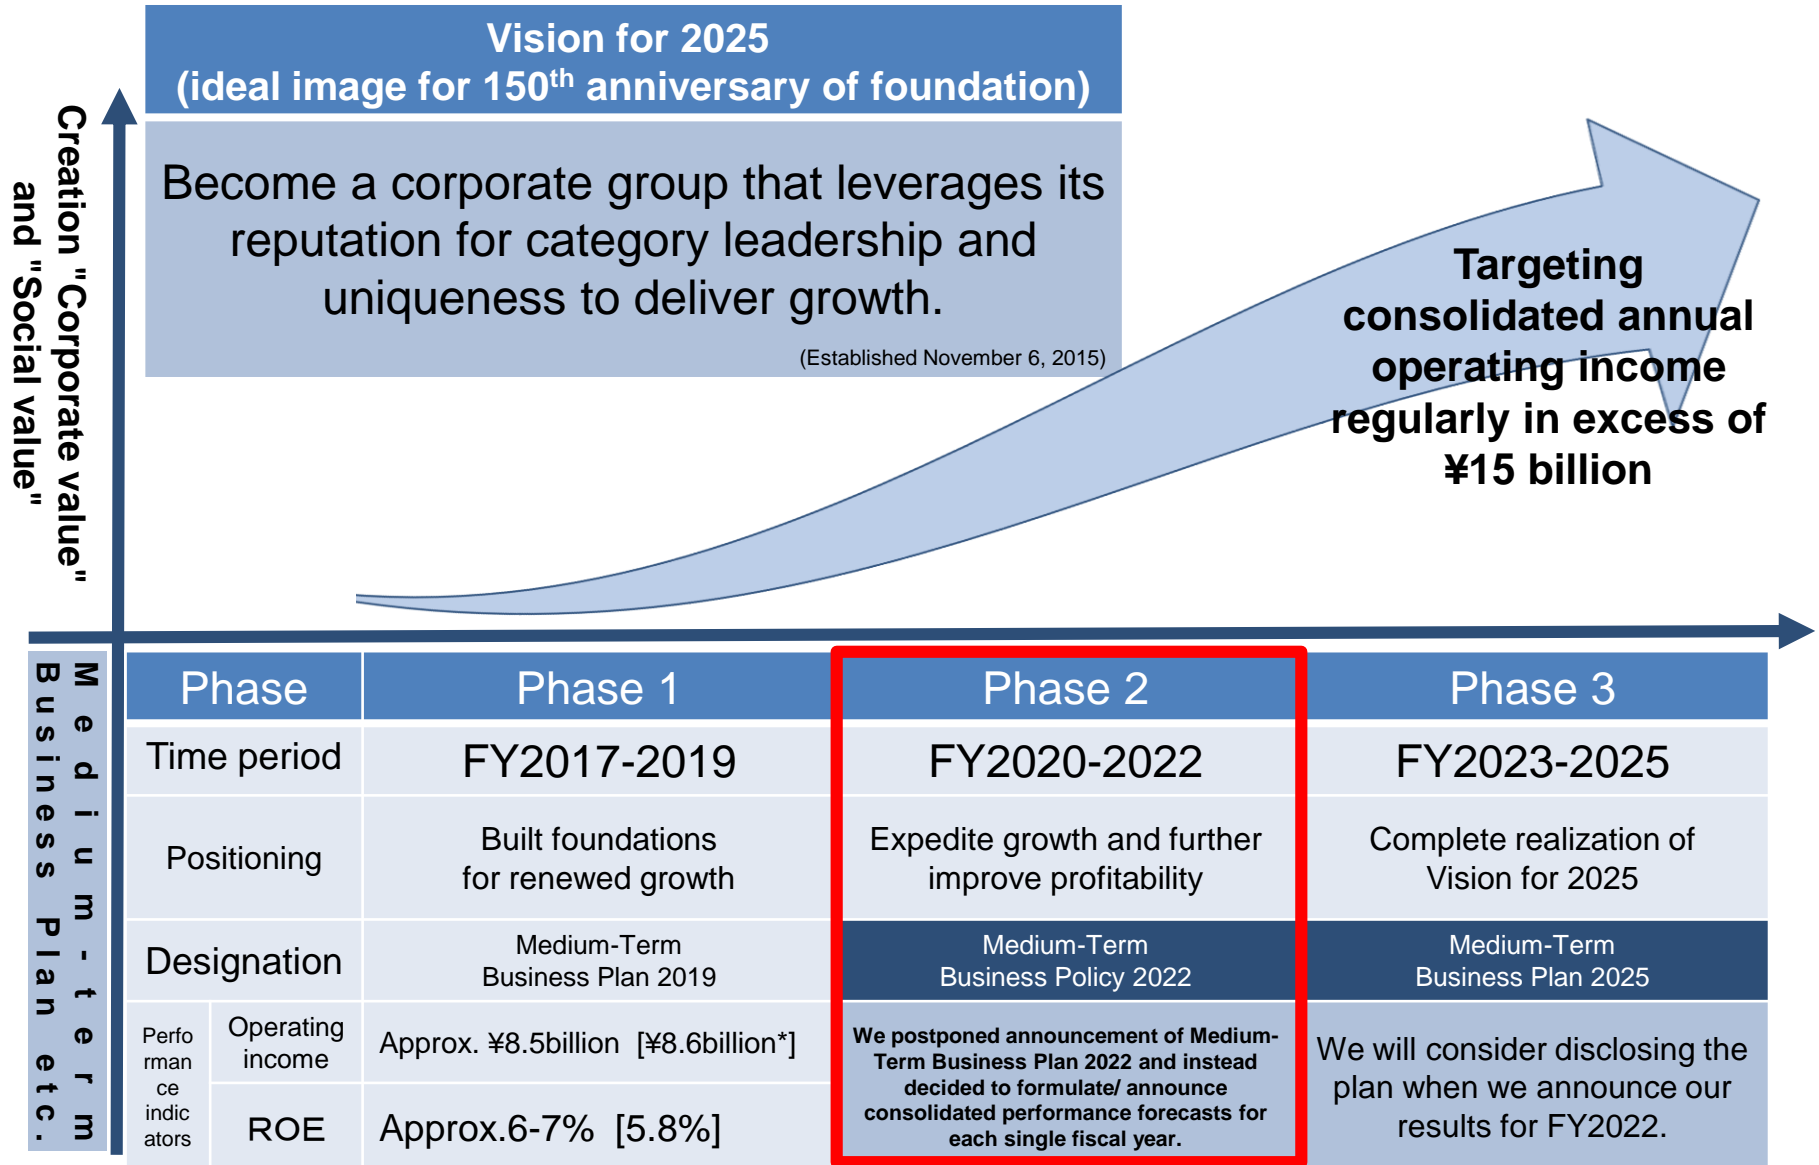 Vision for 2025
(ideal image for 150th anniversary of foundation)
Become a corporate group that leverages its
reputation for category leadership and
uniqueness to deliver growth.
(Established November 6, 2015)
Creation "Corporate value"
and "Social value"
Targeting
consolidated annual
operating income
regularly in excess of
¥15 billion
Medium-term
Business Plan etc.
Phase
Phase 1
Phase 2
Phase 3
Time period
FY2017-2019
FY2020-2022
FY2023-2025
Positioning
Built foundations
for renewed growth
Expedite growth and further
improve profitability
Complete realization of
Vision for 2025
Designation
Medium-Term
Business Plan 2019
Medium-Term
Business Policy 2022
Medium-Term
Business Plan 2025
Perfo
rman
ce
indic
ators
Operating
income
Approx. ¥8.5billion [¥8.6billion*]
ROE
Approx.6-7% [5.8%]
We postponed announcement of Medium-
Term Business Plan 2022 and instead
decided to formulate/ announce
consolidated performance forecasts for
each single fiscal year.
We will consider disclosing the
plan when we announce our
results for FY2022.